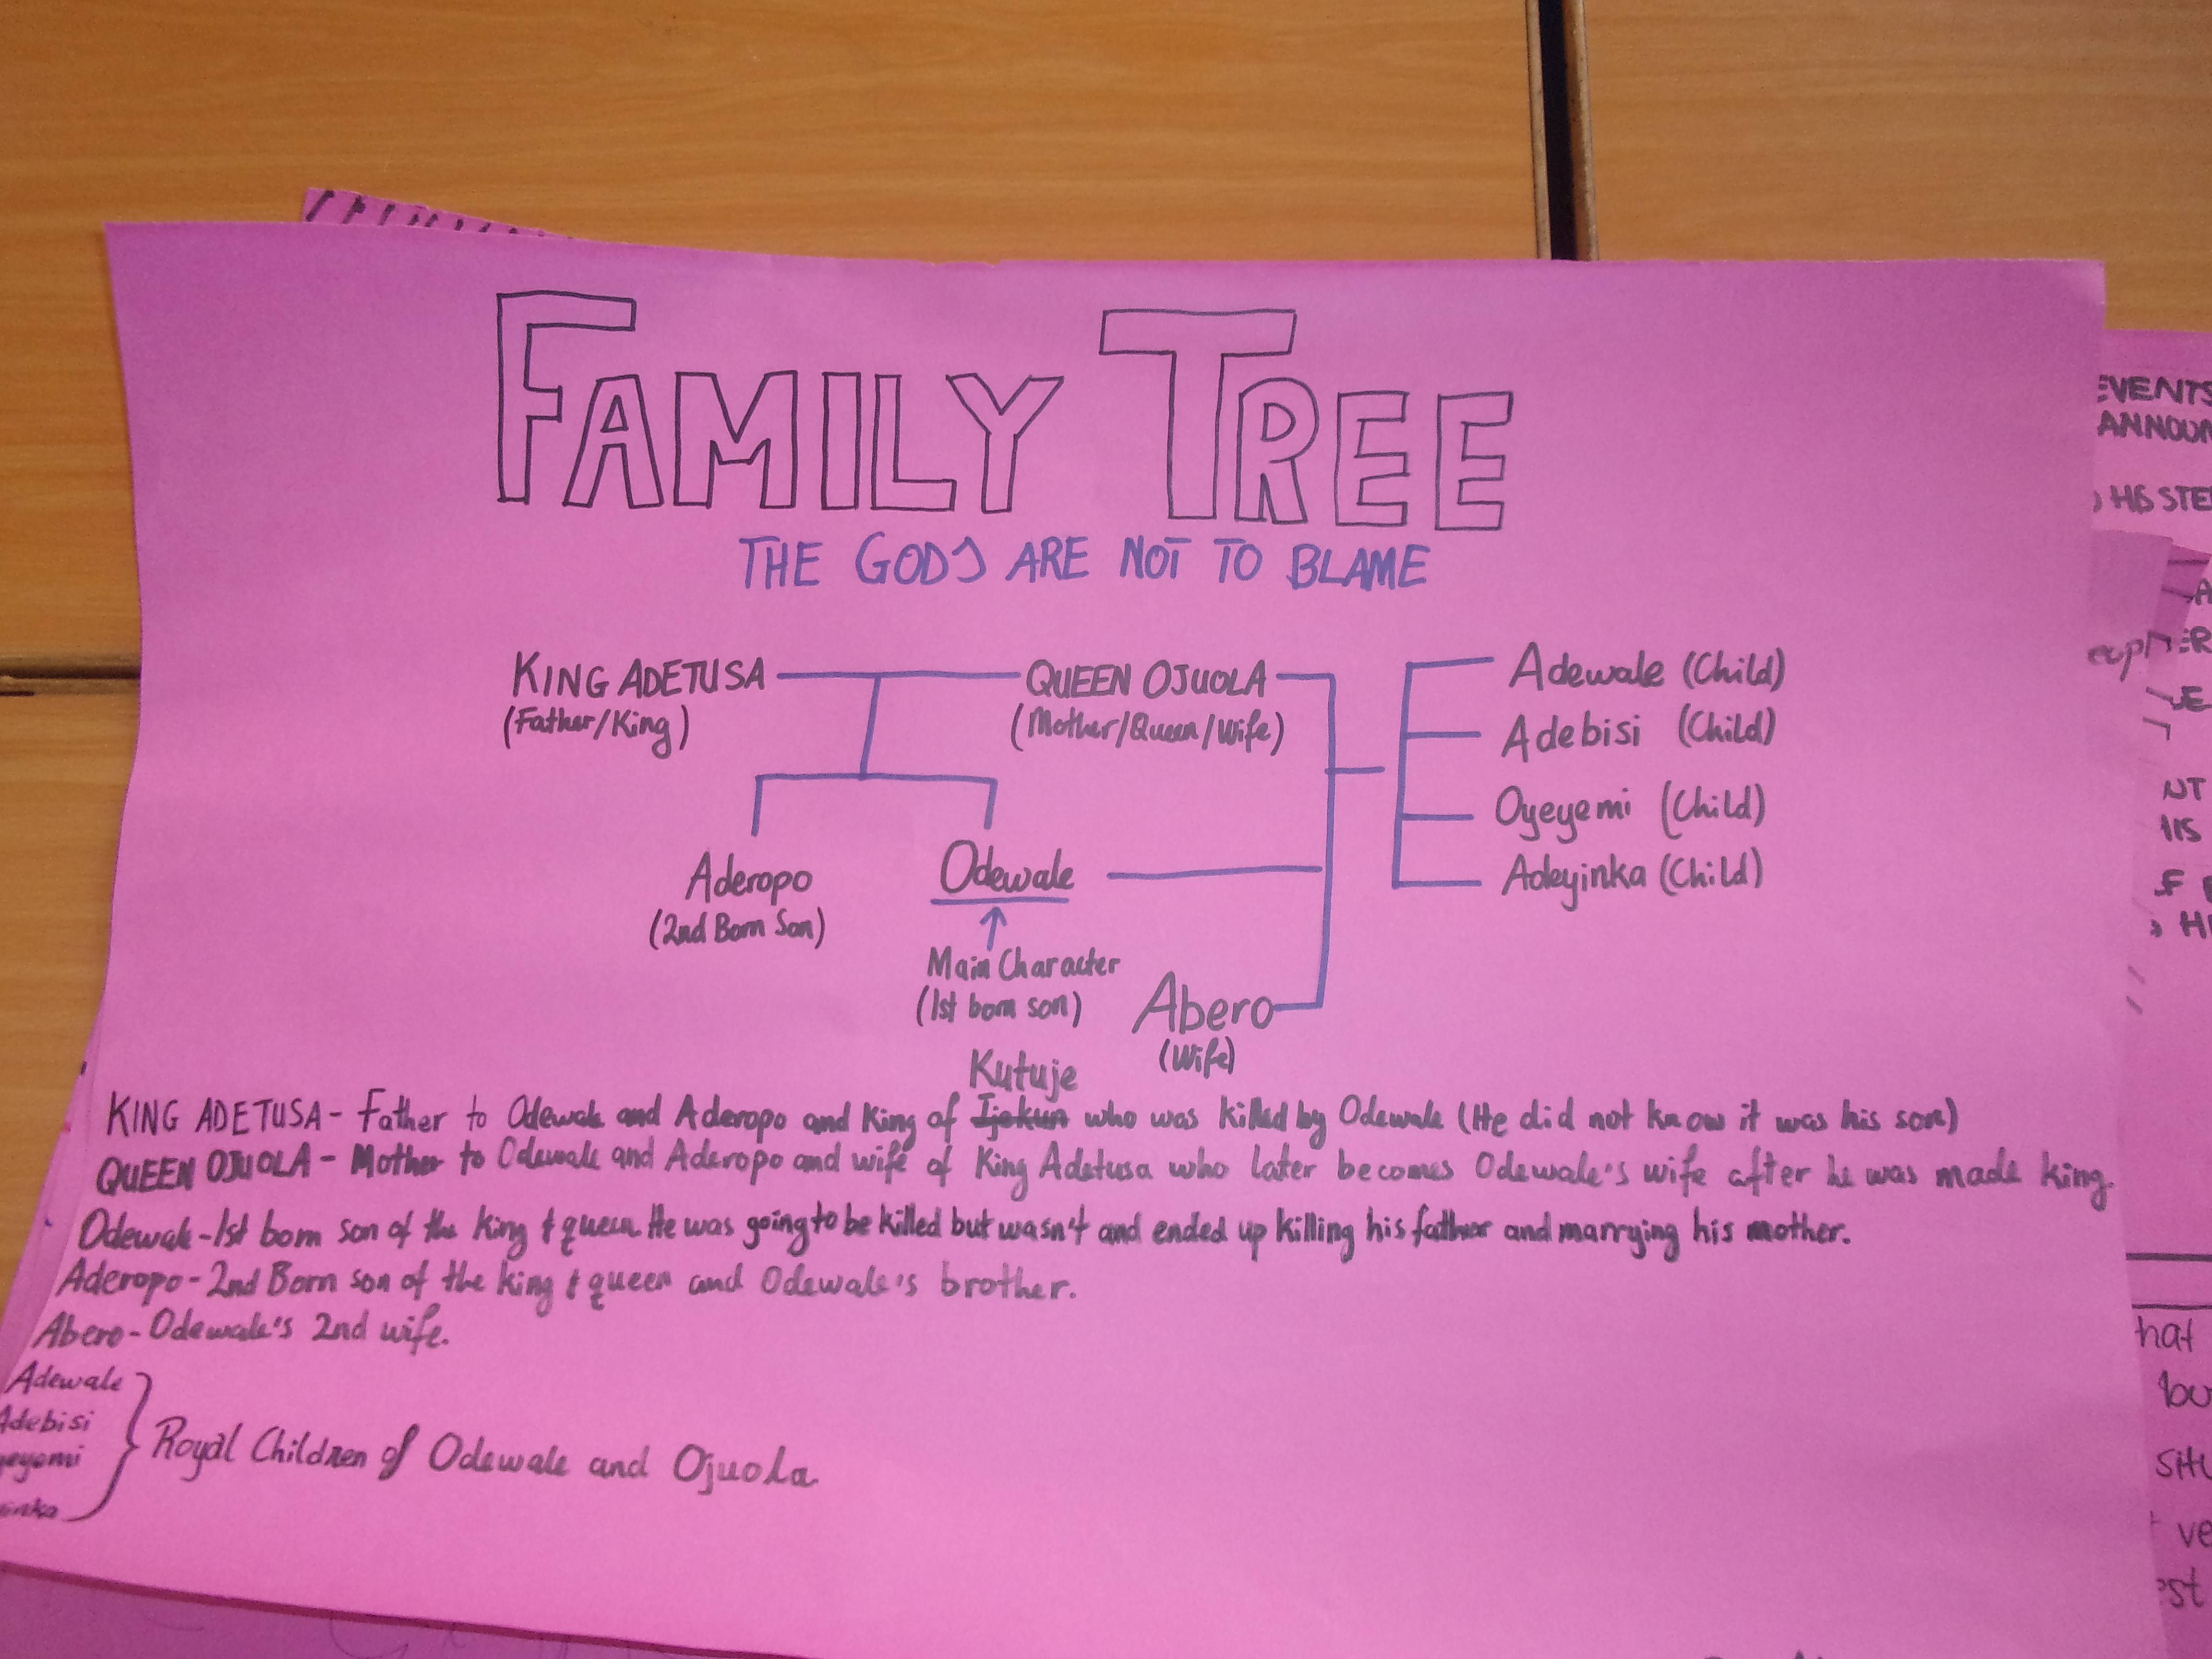 FAMILY TREE
THE GODS ARE NOT TO BLAME
KING ADETUSA
(Father/King)
QUEEN OJUOLA
(Mother/Queen/Wife)
Adewale (Child)
Adebisi (Child)
Oyeyemi (Child)
Adeyinka (Child)
Aderopo
(2nd Born Son)
Odewale
Main Character
(1st born son)
Abero
(Wife)
Kutuje
KING ADETUSA - Father to Odewale and Aderopo and King of Ijekun who was killed by Odewale (He did not know it was his son)
QUEEN OJUOLA - Mother to Odewale and Aderopo and wife of King Adetusa who later becomes Odewale's wife after he was made king.
Odewale - 1st born son of the king & queen. He was going to be killed but wasn't and ended up killing his father and marrying his mother.
Aderopo - 2nd Born son of the king & queen and Odewale's brother.
Abero - Odewale's 2nd wife.
Adewale
Adebisi
yeyemi
inka
Royal Children of Odewale and Ojuola
EVENTS
ANNOUN
HIS STE
NT
HIS
hat
bu
situ
ve
est